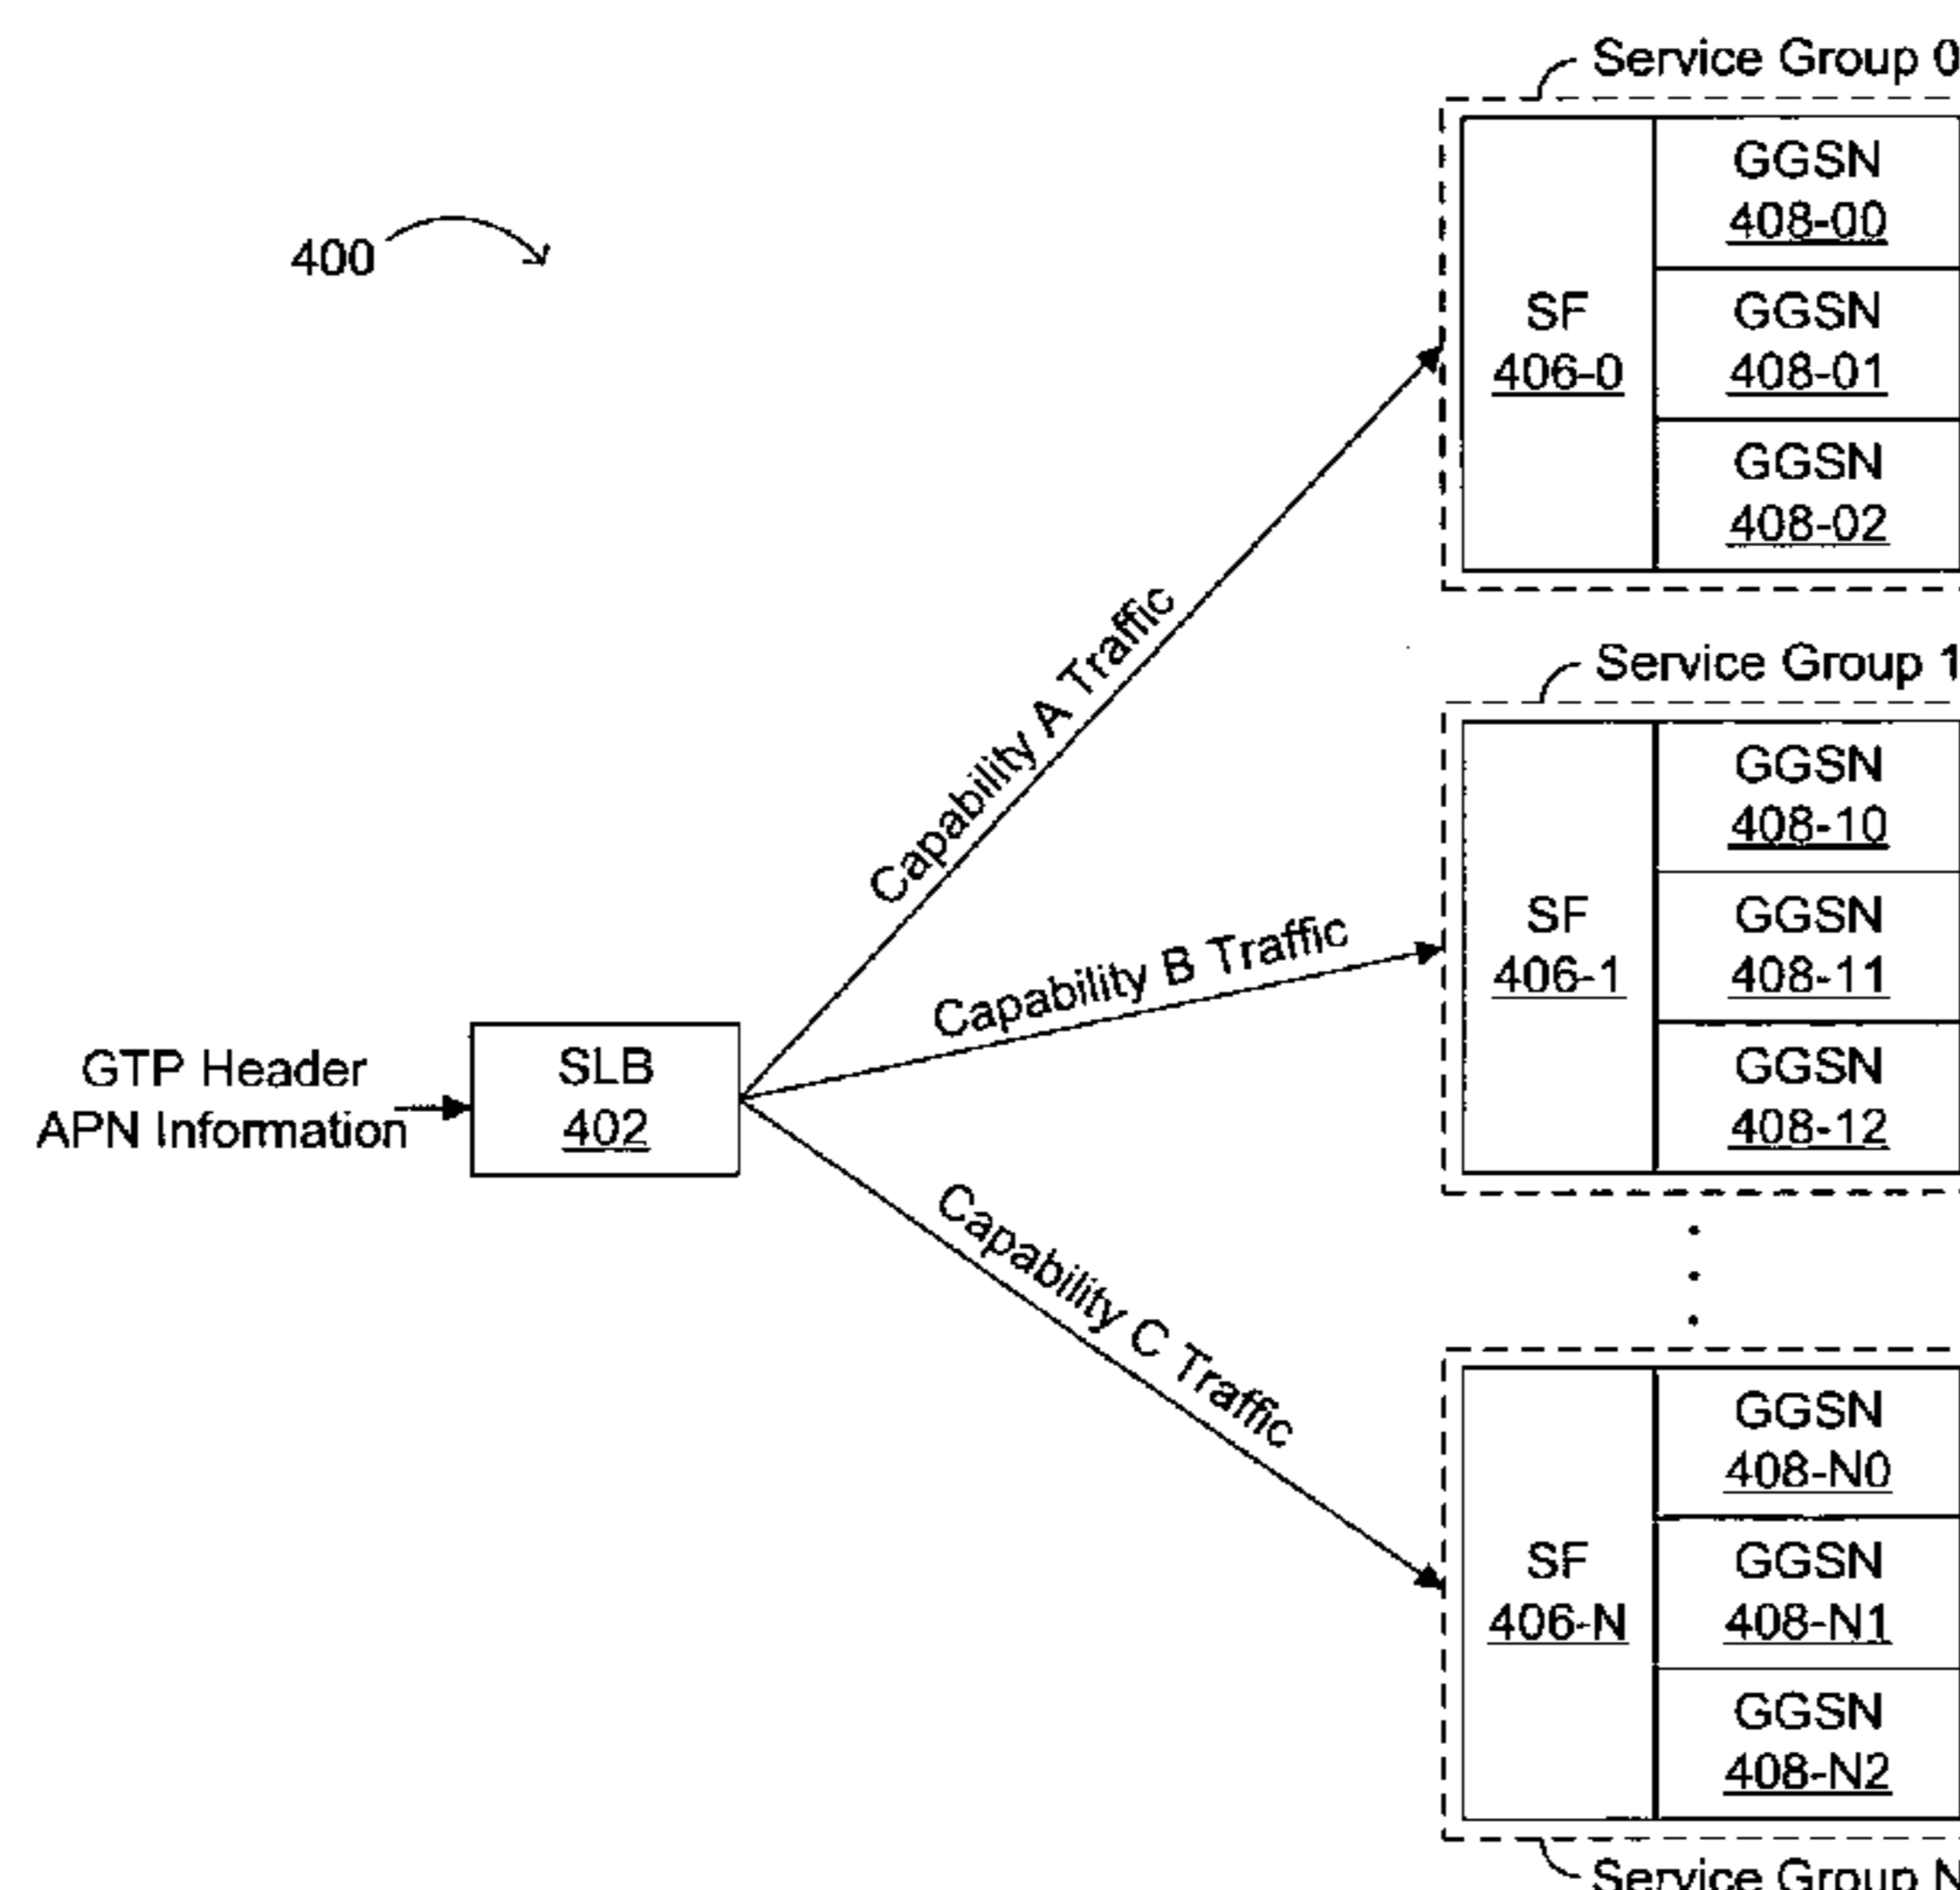 Service Group 0
GGSN
408-00
400
SF
406-0
GGSN
408-01
GGSN
408-02
Capability A Traffic
Service Group 1
GGSN
408-10
SF
406-1
GGSN
408-11
Capability B Traffic
GTP Header
APN Information
SLB
402
GGSN
408-12
Capability C Traffic
GGSN
408-N0
SF
406-N
GGSN
408-N1
GGSN
408-N2
Service Group N